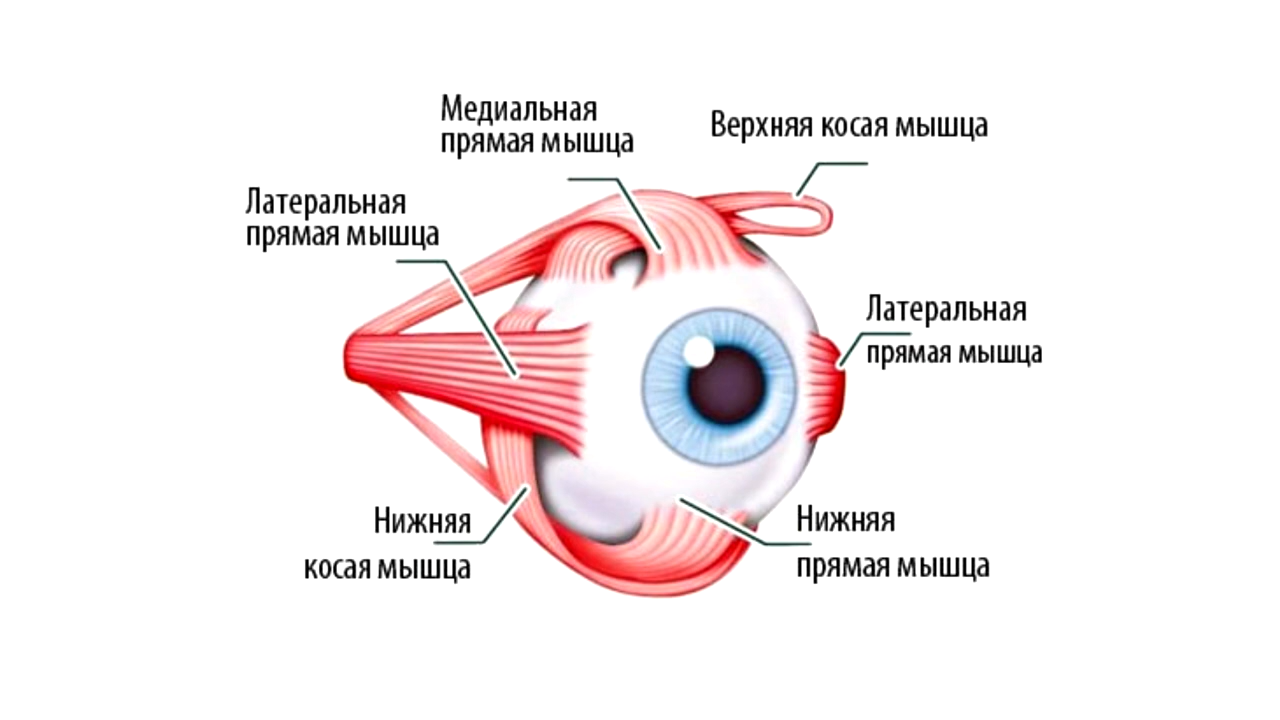 Медиальная
прямая мышца
Верхняя косая мышца
Латеральная
прямая мышца
Латеральная
прямая мышца
Нижняя
косая мышца
Нижняя
прямая мышца